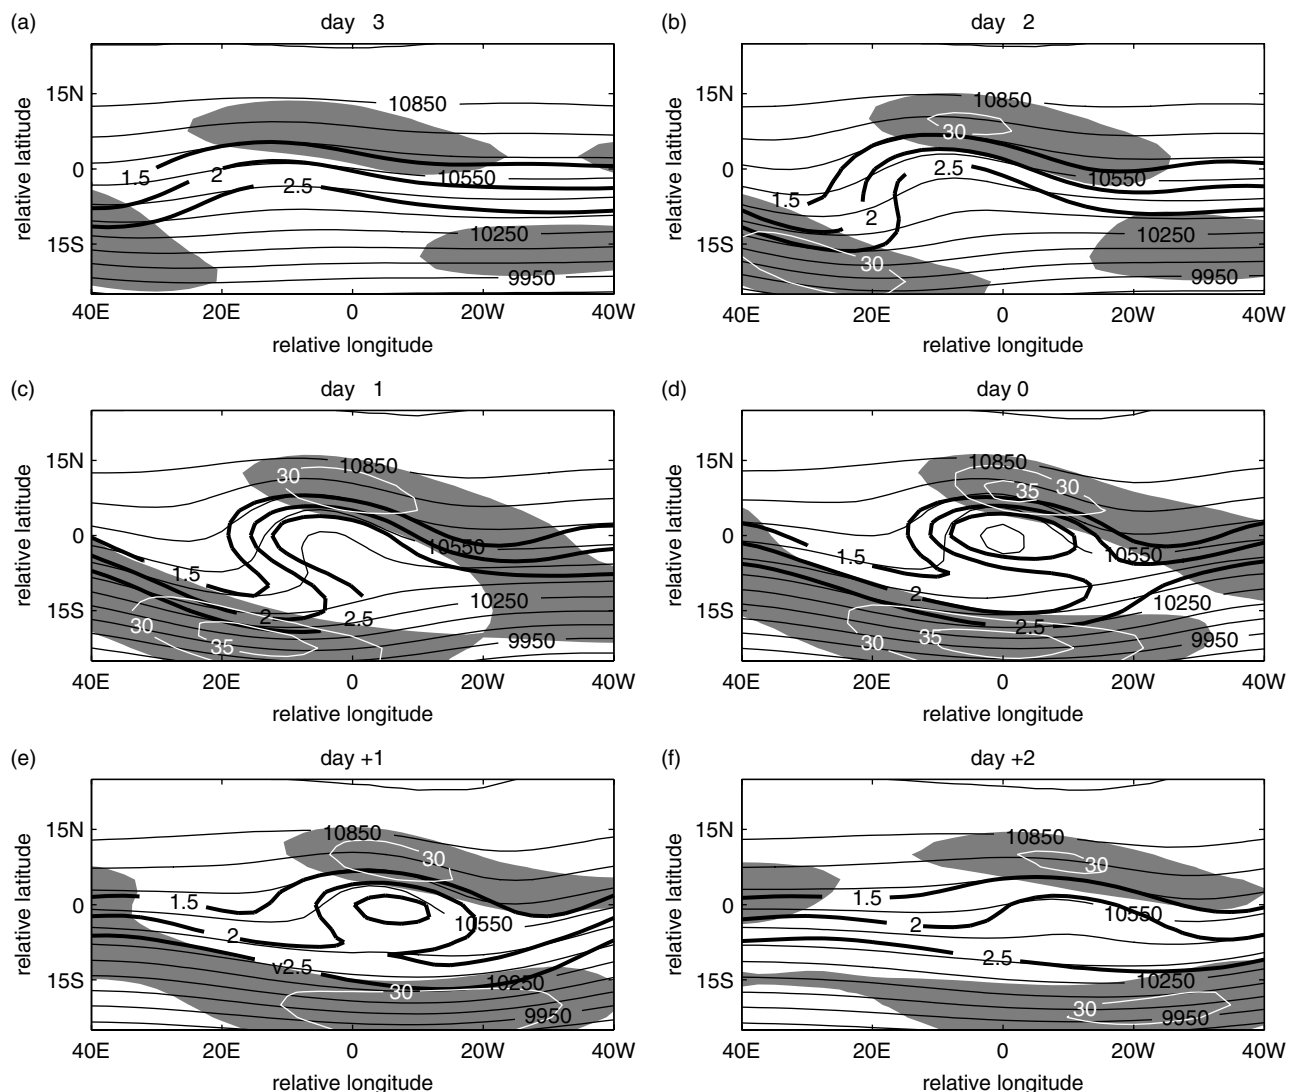 (a)
day 3
relative latitude
15N
0
15S
10850
1.5
2
2.5
10550
10250
9950
40E
20E
0
20W
40W
relative longitude
(b)
day 2
relative latitude
15N
0
15S
10850
30
1.5
2
2.5
10550
10250
30
9950
40E
20E
0
20W
40W
relative longitude
(c)
day 1
relative latitude
15N
0
15S
10850
30
10550
1.5
2
2.5
10250
30
35
9950
40E
20E
0
20W
40W
relative longitude
(d)
day 0
relative latitude
15N
0
15S
10850
30
35
10550
1.5
2
2.5
10250
30
35
9950
40E
20E
0
20W
40W
relative longitude
(e)
day +1
relative latitude
15N
0
15S
10850
30
1.5
10550
2
v2.5
10250
30
9950
40E
20E
0
20W
40W
relative longitude
(f)
day +2
relative latitude
15N
0
15S
10850
30
1.5
10550
2
2.5
10250
30
9950
40E
20E
0
20W
40W
relative longitude